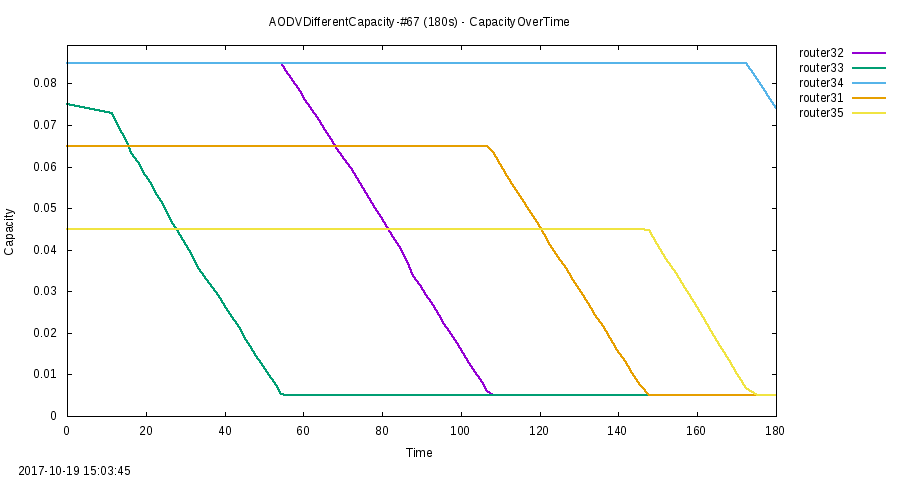 AODVDifferentCapacity-#67 (180s) - CapacityOverTime
router32
router33
router34
router31
router35
0.08
0.07
0.06
0.05
0.04
0.03
0.02
0.01
0
Capacity
0 20 40 60 80 100 120 140 160 180
Time
2017-10-19 15:03:45